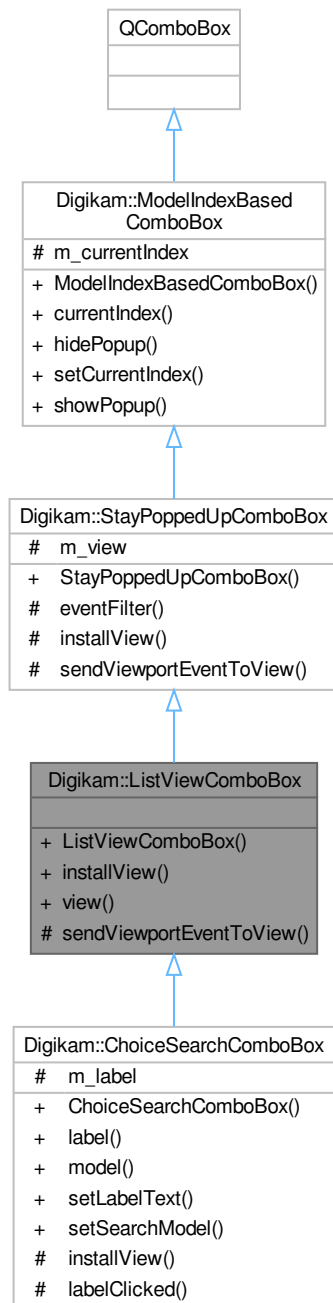 QComboBox
Digikam::ModelIndexBased
ComboBox
# m_currentIndex
+ ModelIndexBasedComboBox()
+ currentIndex()
+ hidePopup()
+ setCurrentIndex()
+ showPopup()
Digikam::StayPoppedUpComboBox
# m_view
+ StayPoppedUpComboBox()
# eventFilter()
# installView()
# sendViewportEventToView()
Digikam::ListViewComboBox
+ ListViewComboBox()
+ installView()
+ view()
# sendViewportEventToView()
Digikam::ChoiceSearchComboBox
# m_label
+ ChoiceSearchComboBox()
+ label()
+ model()
+ setLabelText()
+ setSearchModel()
# installView()
# labelClicked()